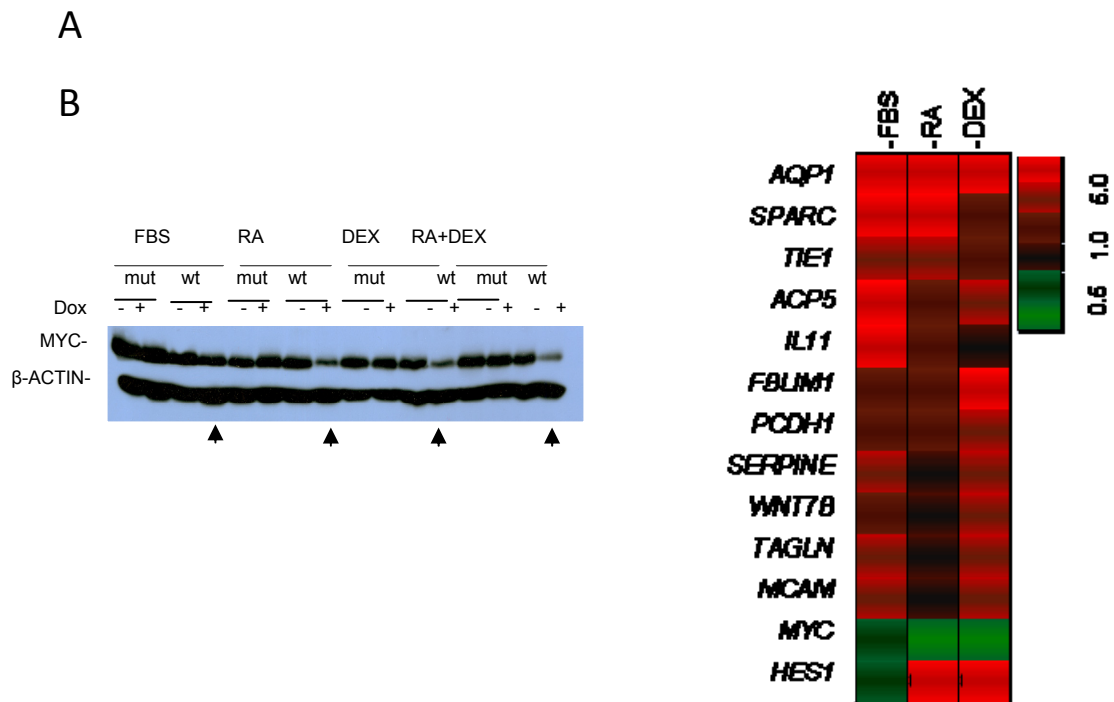 A
B
FBS RA DEX RA+DEX
mut wt mut wt mut wt mut wt
Dox - + - + - + - + - + - + - + - +
MYC-
β-ACTIN-
-FBS
-RA
-DEX
AQP1
SPARC
TIE1
ACP5
IL11
FBLIM1
PCDH1
SERPINE
WNT7B
TAGLN
MCAM
MYC
HES1
6.0
1.0
0.6